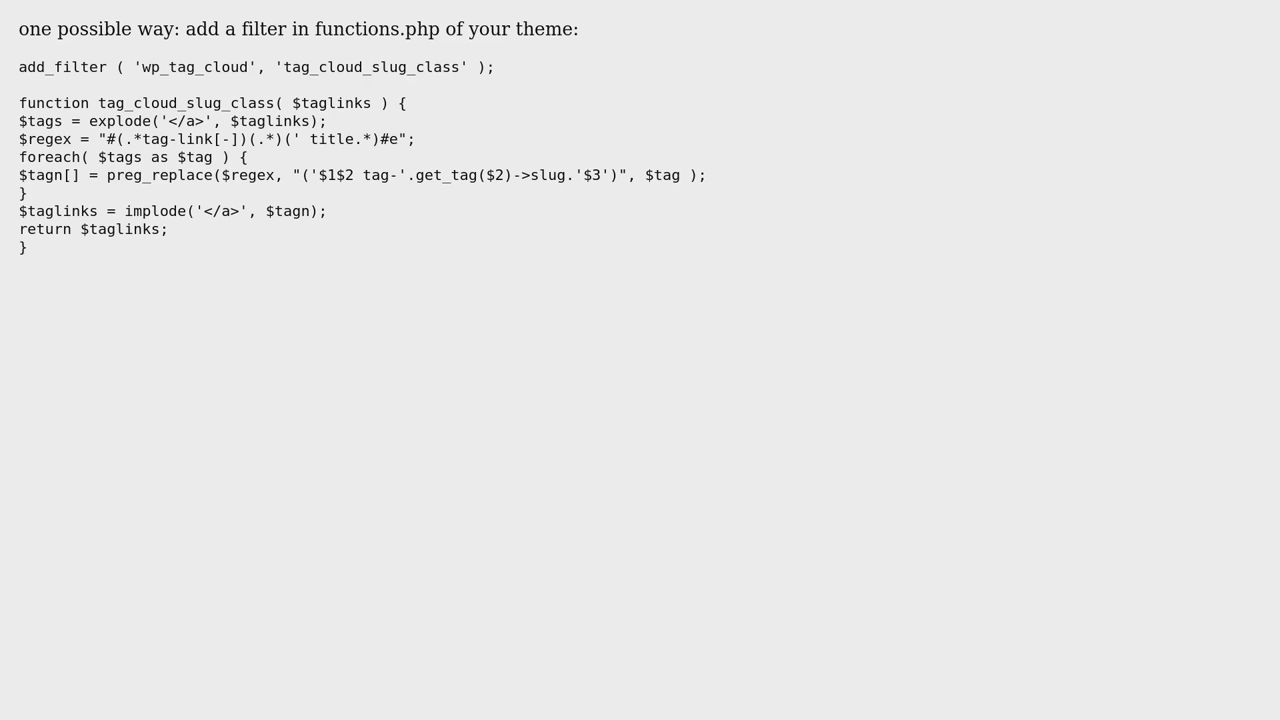 one possible way: add a filter in functions.php of your theme:
add_filter ( 'wp_tag_cloud', 'tag_cloud_slug_class' );
function tag_cloud_slug_class( $taglinks ) {
$tags = explode('</a>', $taglinks);
$regex = "#(.*tag-link[-])(.*)(' title.*)#e";
foreach( $tags as $tag ) {
$tagn[] = preg_replace($regex, "('$1$2 tag-'.get_tag($2)->slug.'$3')", $tag );
}
$taglinks = implode('</a>', $tagn);
return $taglinks;
}